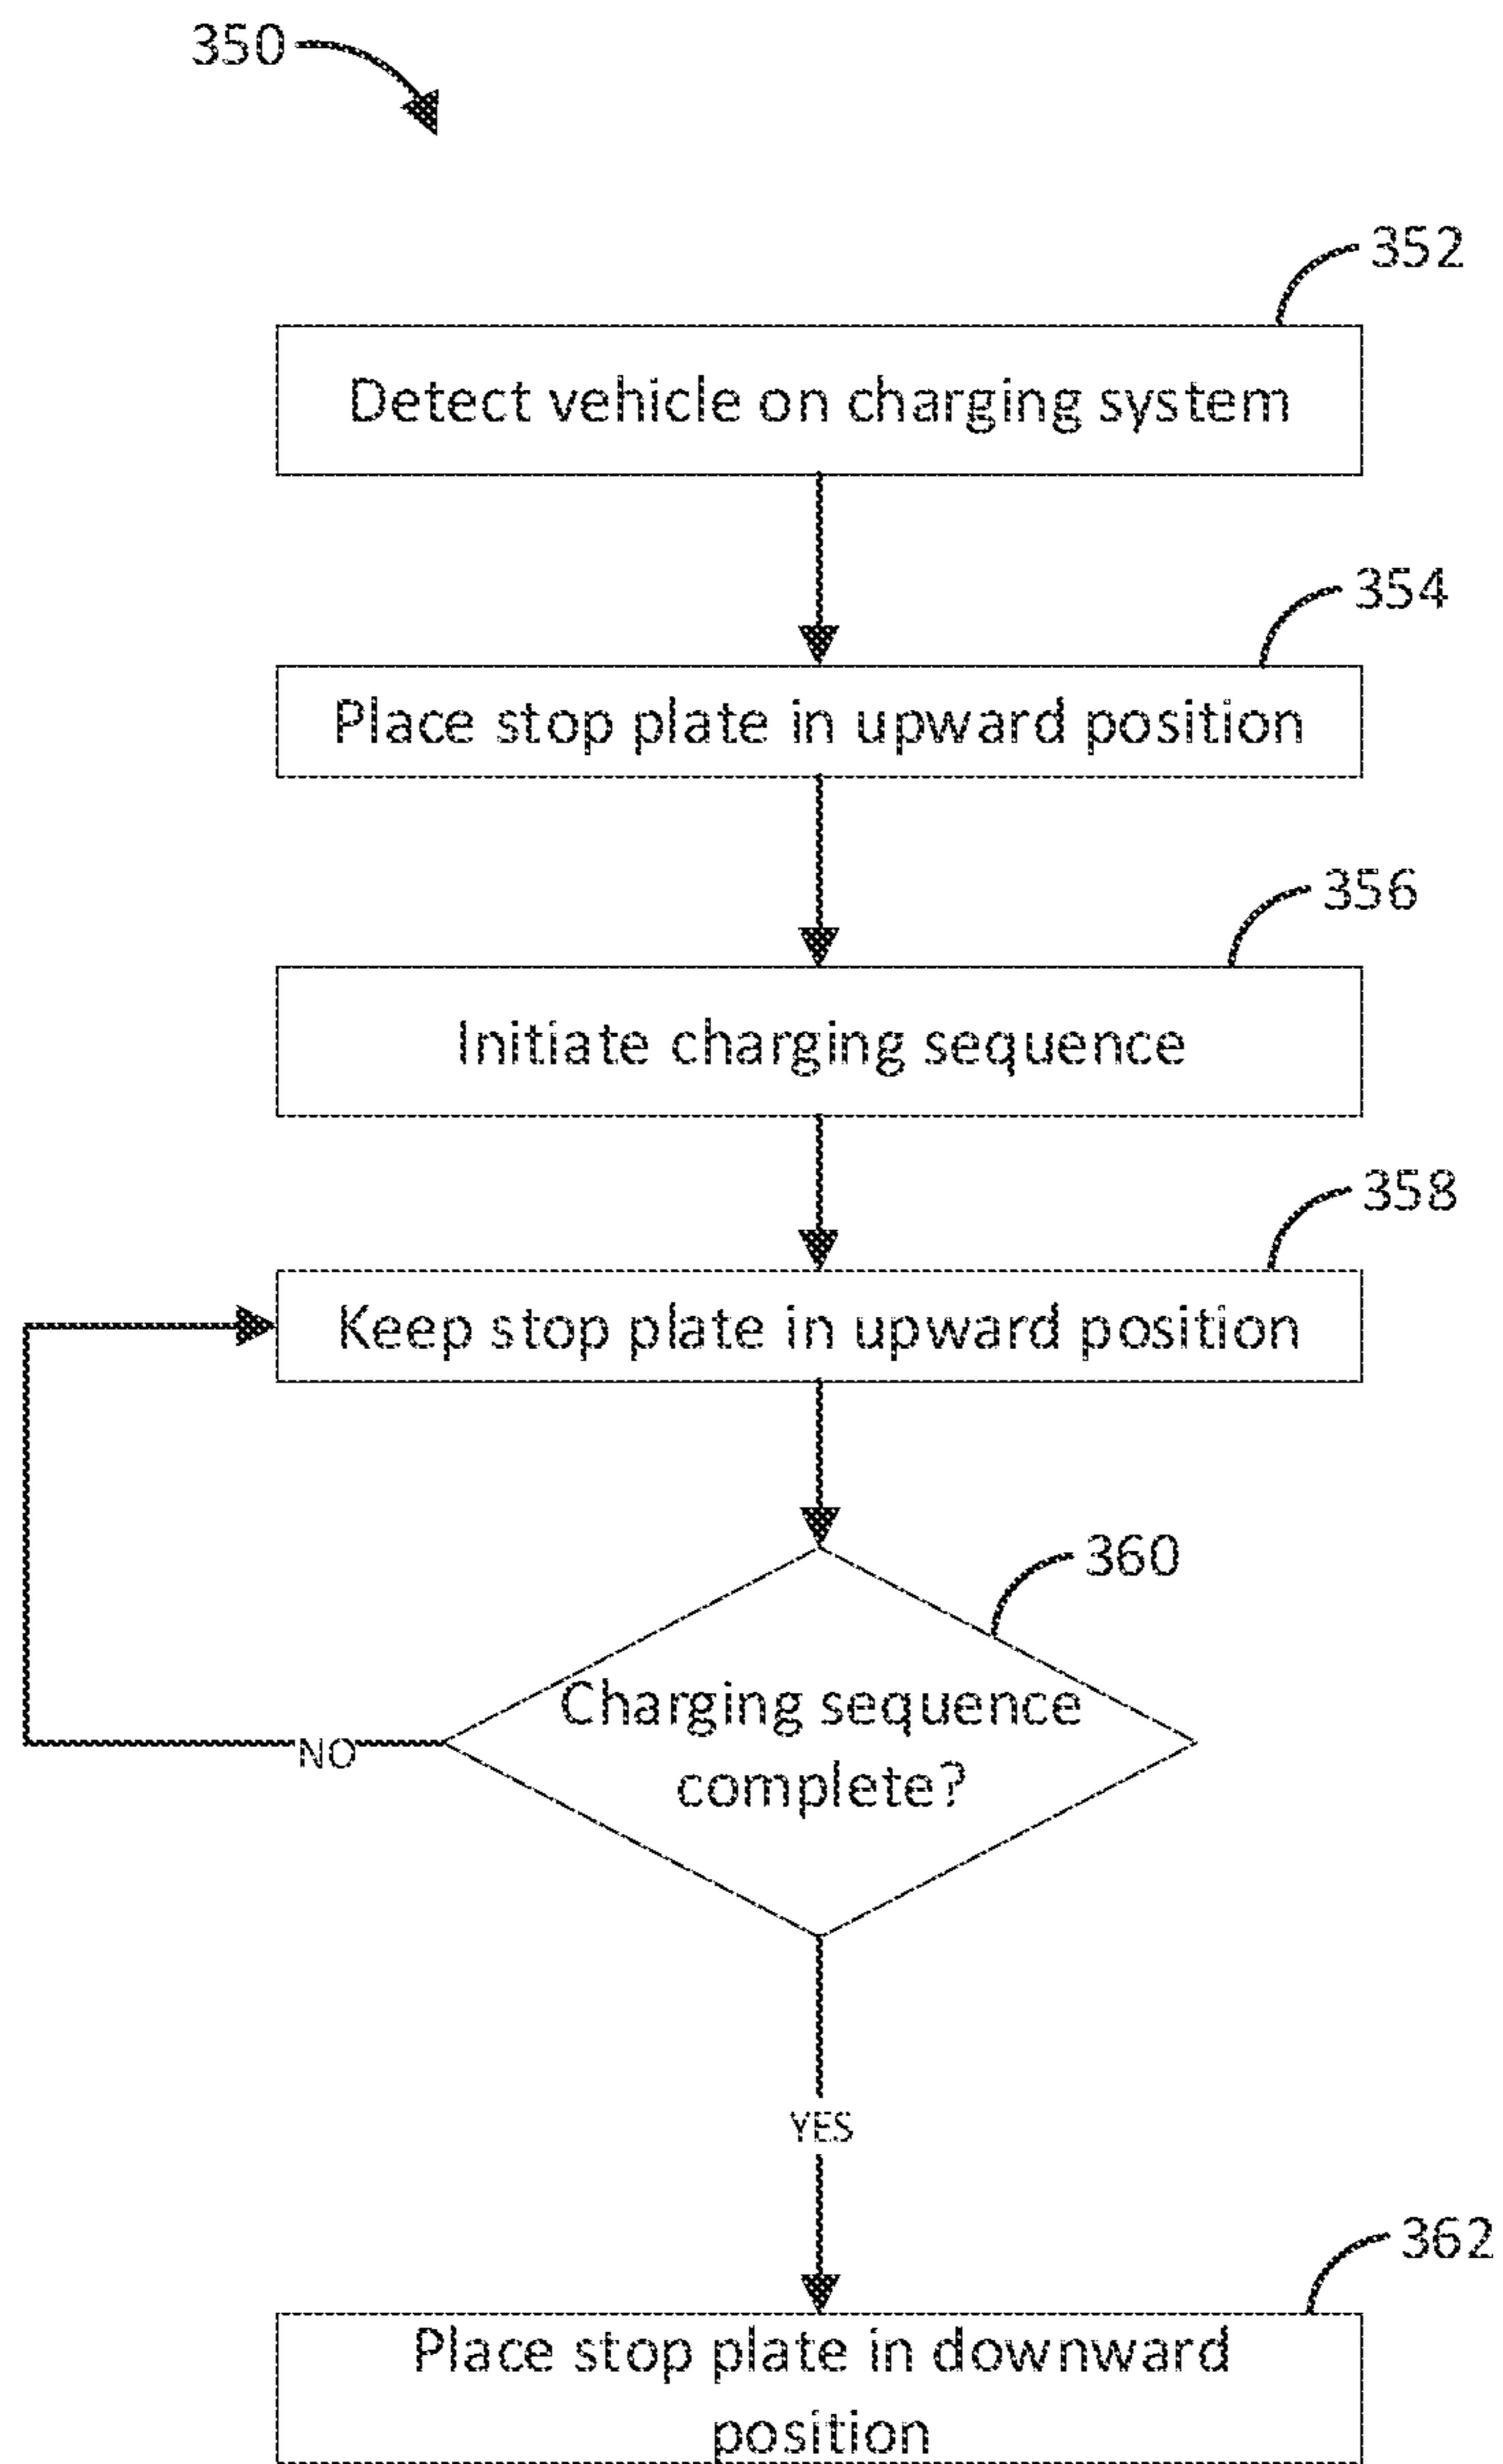 350
352
Detect vehicle on charging system
354
Place stop plate in upward position
356
Initiate charging sequence
358
Keep stop plate in upward position
360
Charging sequence
complete?
NO
YES
362
Place stop plate in downward
position